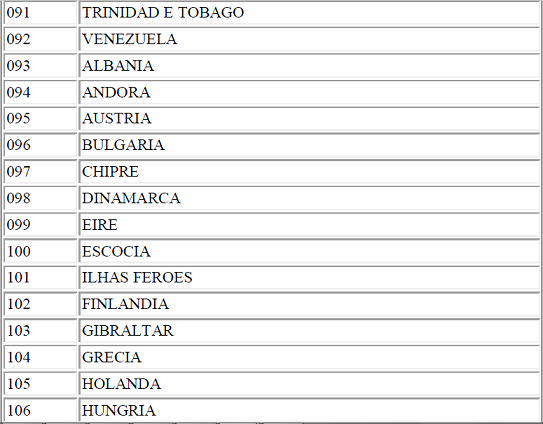 091 TRINIDAD E TOBAGO
092 VENEZUELA
093 ALBANIA
094 ANDORA
095 AUSTRIA
096 BULGARIA
097 CHIPRE
098 DINAMARCA
099 EIRE
100 ESCOCIA
101 ILHAS FEROES
102 FINLANDIA
103 GIBRALTAR
104 GRECIA
105 HOLANDA
106 HUNGRIA